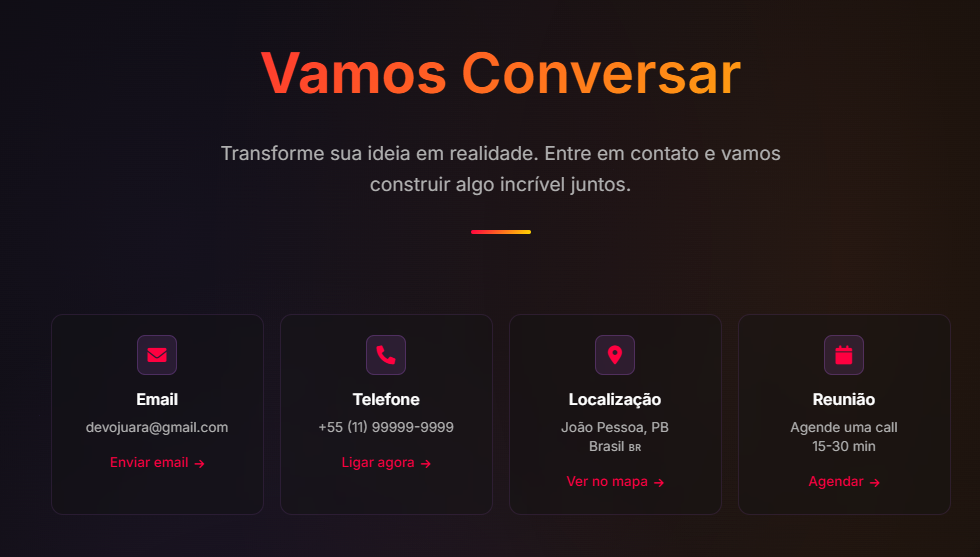 Vamos Conversar
Transforme sua ideia em realidade. Entre em contato e vamos
construir algo incrível juntos.
Email
devojuara@gmail.com
Enviar email →
Telefone
+55 (11) 99999-9999
Ligar agora →
Localização
João Pessoa, PB
Brasil BR
Ver no mapa →
Reunião
Agende uma call
15-30 min
Agendar →